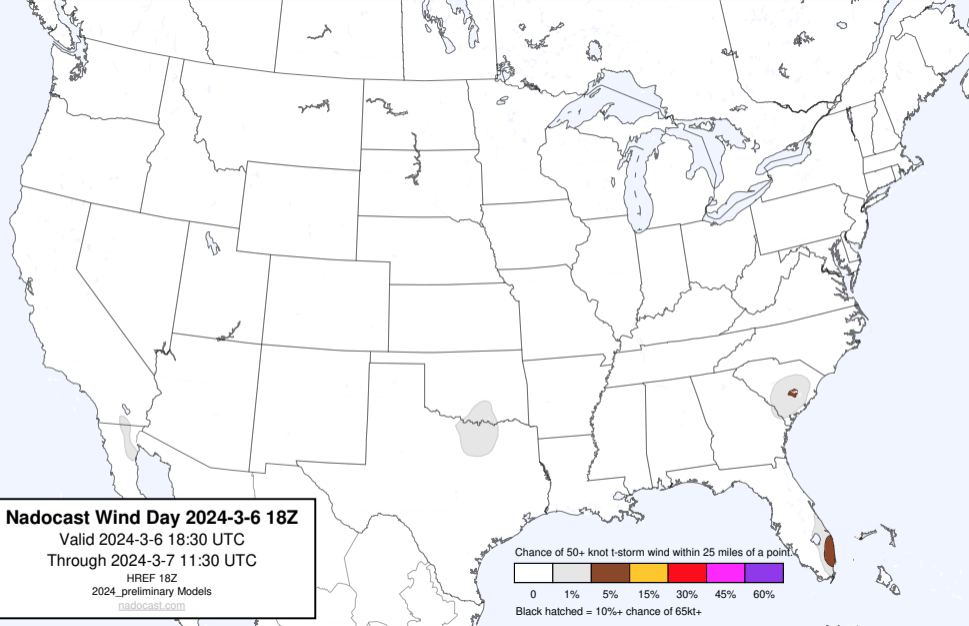 Nadocast Wind Day 2024-3-6 18Z
Valid 2024-3-6 18:30 UTC
Through 2024-3-7 11:30 UTC
HREF 18Z
2024_preliminary Models
nadocast.com
Chance of 50+ knot t-storm wind within 25 miles of a point.
0 1% 5% 15% 30% 45% 60%
Black hatched = 10%+ chance of 65kt+